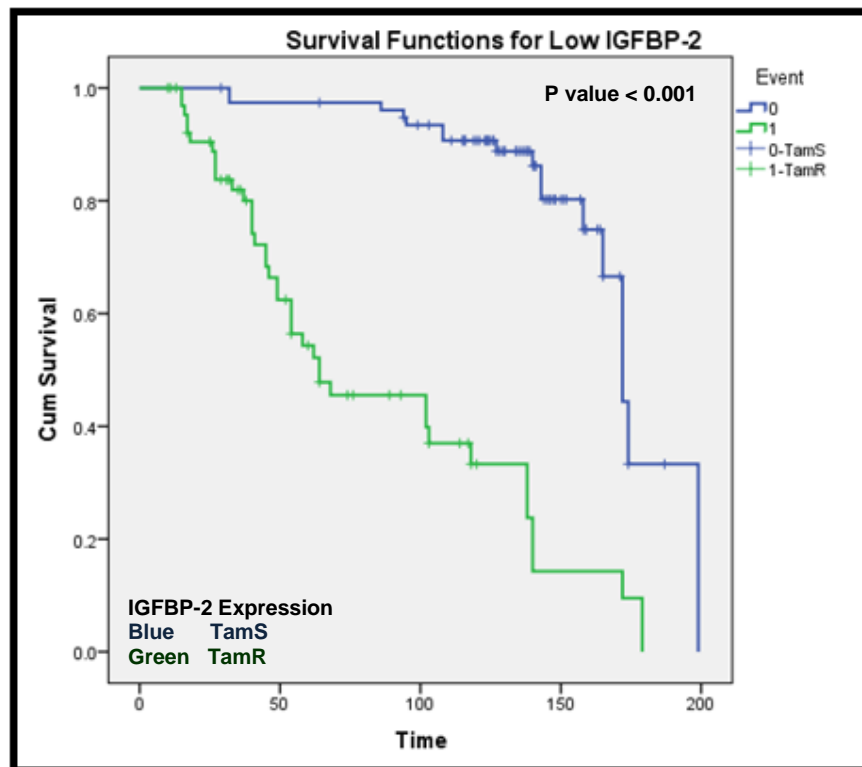 Survival Functions for Low IGFBP-2
P value < 0.001
Event
0
1
0-TamS
1-TamR
Cum Survival
1.0
0.8
0.6
0.4
0.2
0.0
IGFBP-2 Expression
Blue TamS
Green TamR
0 50 100 150 200
Time